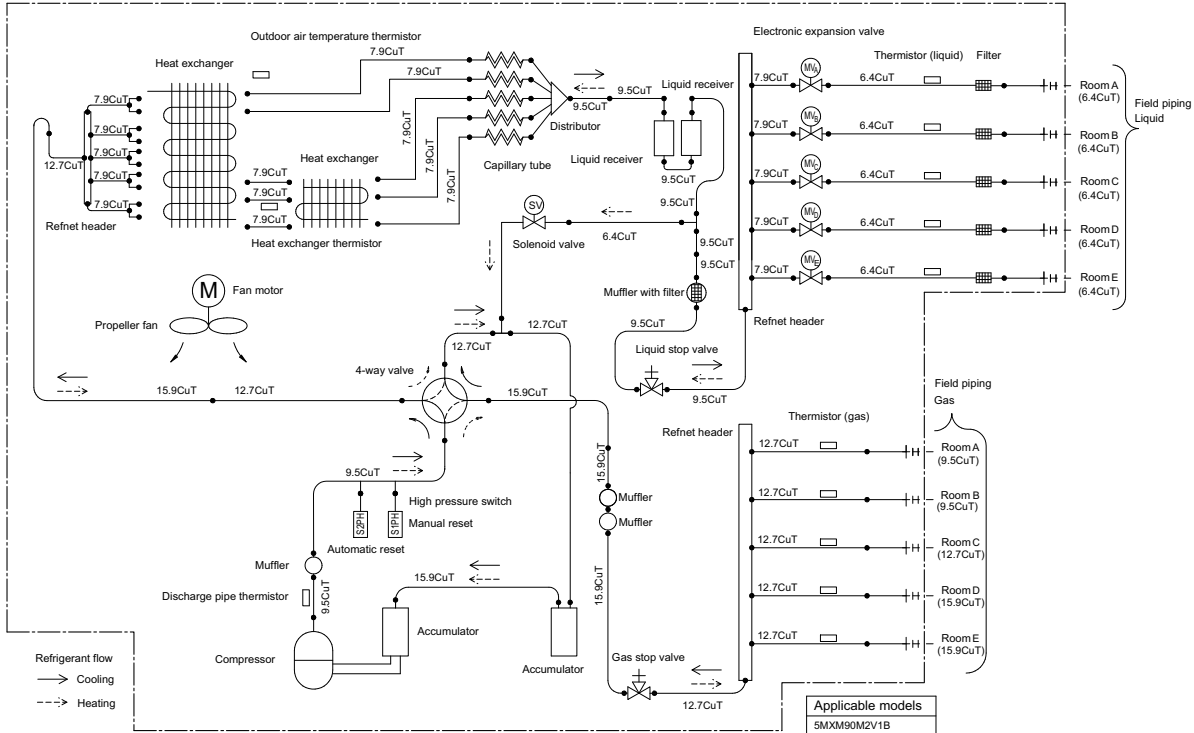 Outdoor air temperature thermistor
Heat exchanger
7.9CuT
7.9CuT
7.9CuT
7.9CuT
7.9CuT
7.9CuT
7.9CuT
7.9CuT
7.9CuT
7.9CuT
12.7CuT
Refnet header
7.9CuT
7.9CuT
7.9CuT
Heat exchanger
Heat exchanger thermistor
Capillary tube
Distributor
9.5CuT
9.5CuT
Liquid receiver
Liquid receiver
9.5CuT
9.5CuT
SV
Solenoid valve
6.4CuT
9.5CuT
9.5CuT
Muffler with filter
9.5CuT
Liquid stop valve
9.5CuT
Electronic expansion valve
Thermistor (liquid)
Filter
7.9CuT
MVA
6.4CuT
Room A
(6.4CuT)
7.9CuT
MVB
6.4CuT
Room B
(6.4CuT)
7.9CuT
MVC
6.4CuT
Room C
(6.4CuT)
7.9CuT
MVD
6.4CuT
Room D
(6.4CuT)
7.9CuT
MVE
6.4CuT
Room E
(6.4CuT)
Field piping
Liquid
Refnet header
M
Fan motor
Propeller fan
15.9CuT
12.7CuT
4-way valve
12.7CuT
12.7CuT
15.9CuT
9.5CuT
High pressure switch
S2PH
S1PH
Manual reset
Automatic reset
Muffler
Discharge pipe thermistor
9.5CuT
Compressor
15.9CuT
Accumulator
Accumulator
15.9CuT
Muffler
Muffler
15.9CuT
Gas stop valve
12.7CuT
Refnet header
Thermistor (gas)
Field piping
Gas
12.7CuT
Room A
(9.5CuT)
12.7CuT
Room B
(9.5CuT)
12.7CuT
Room C
(12.7CuT)
12.7CuT
Room D
(15.9CuT)
12.7CuT
Room E
(15.9CuT)
Refrigerant flow
Cooling
Heating
Applicable models
5MXM90M2V1B